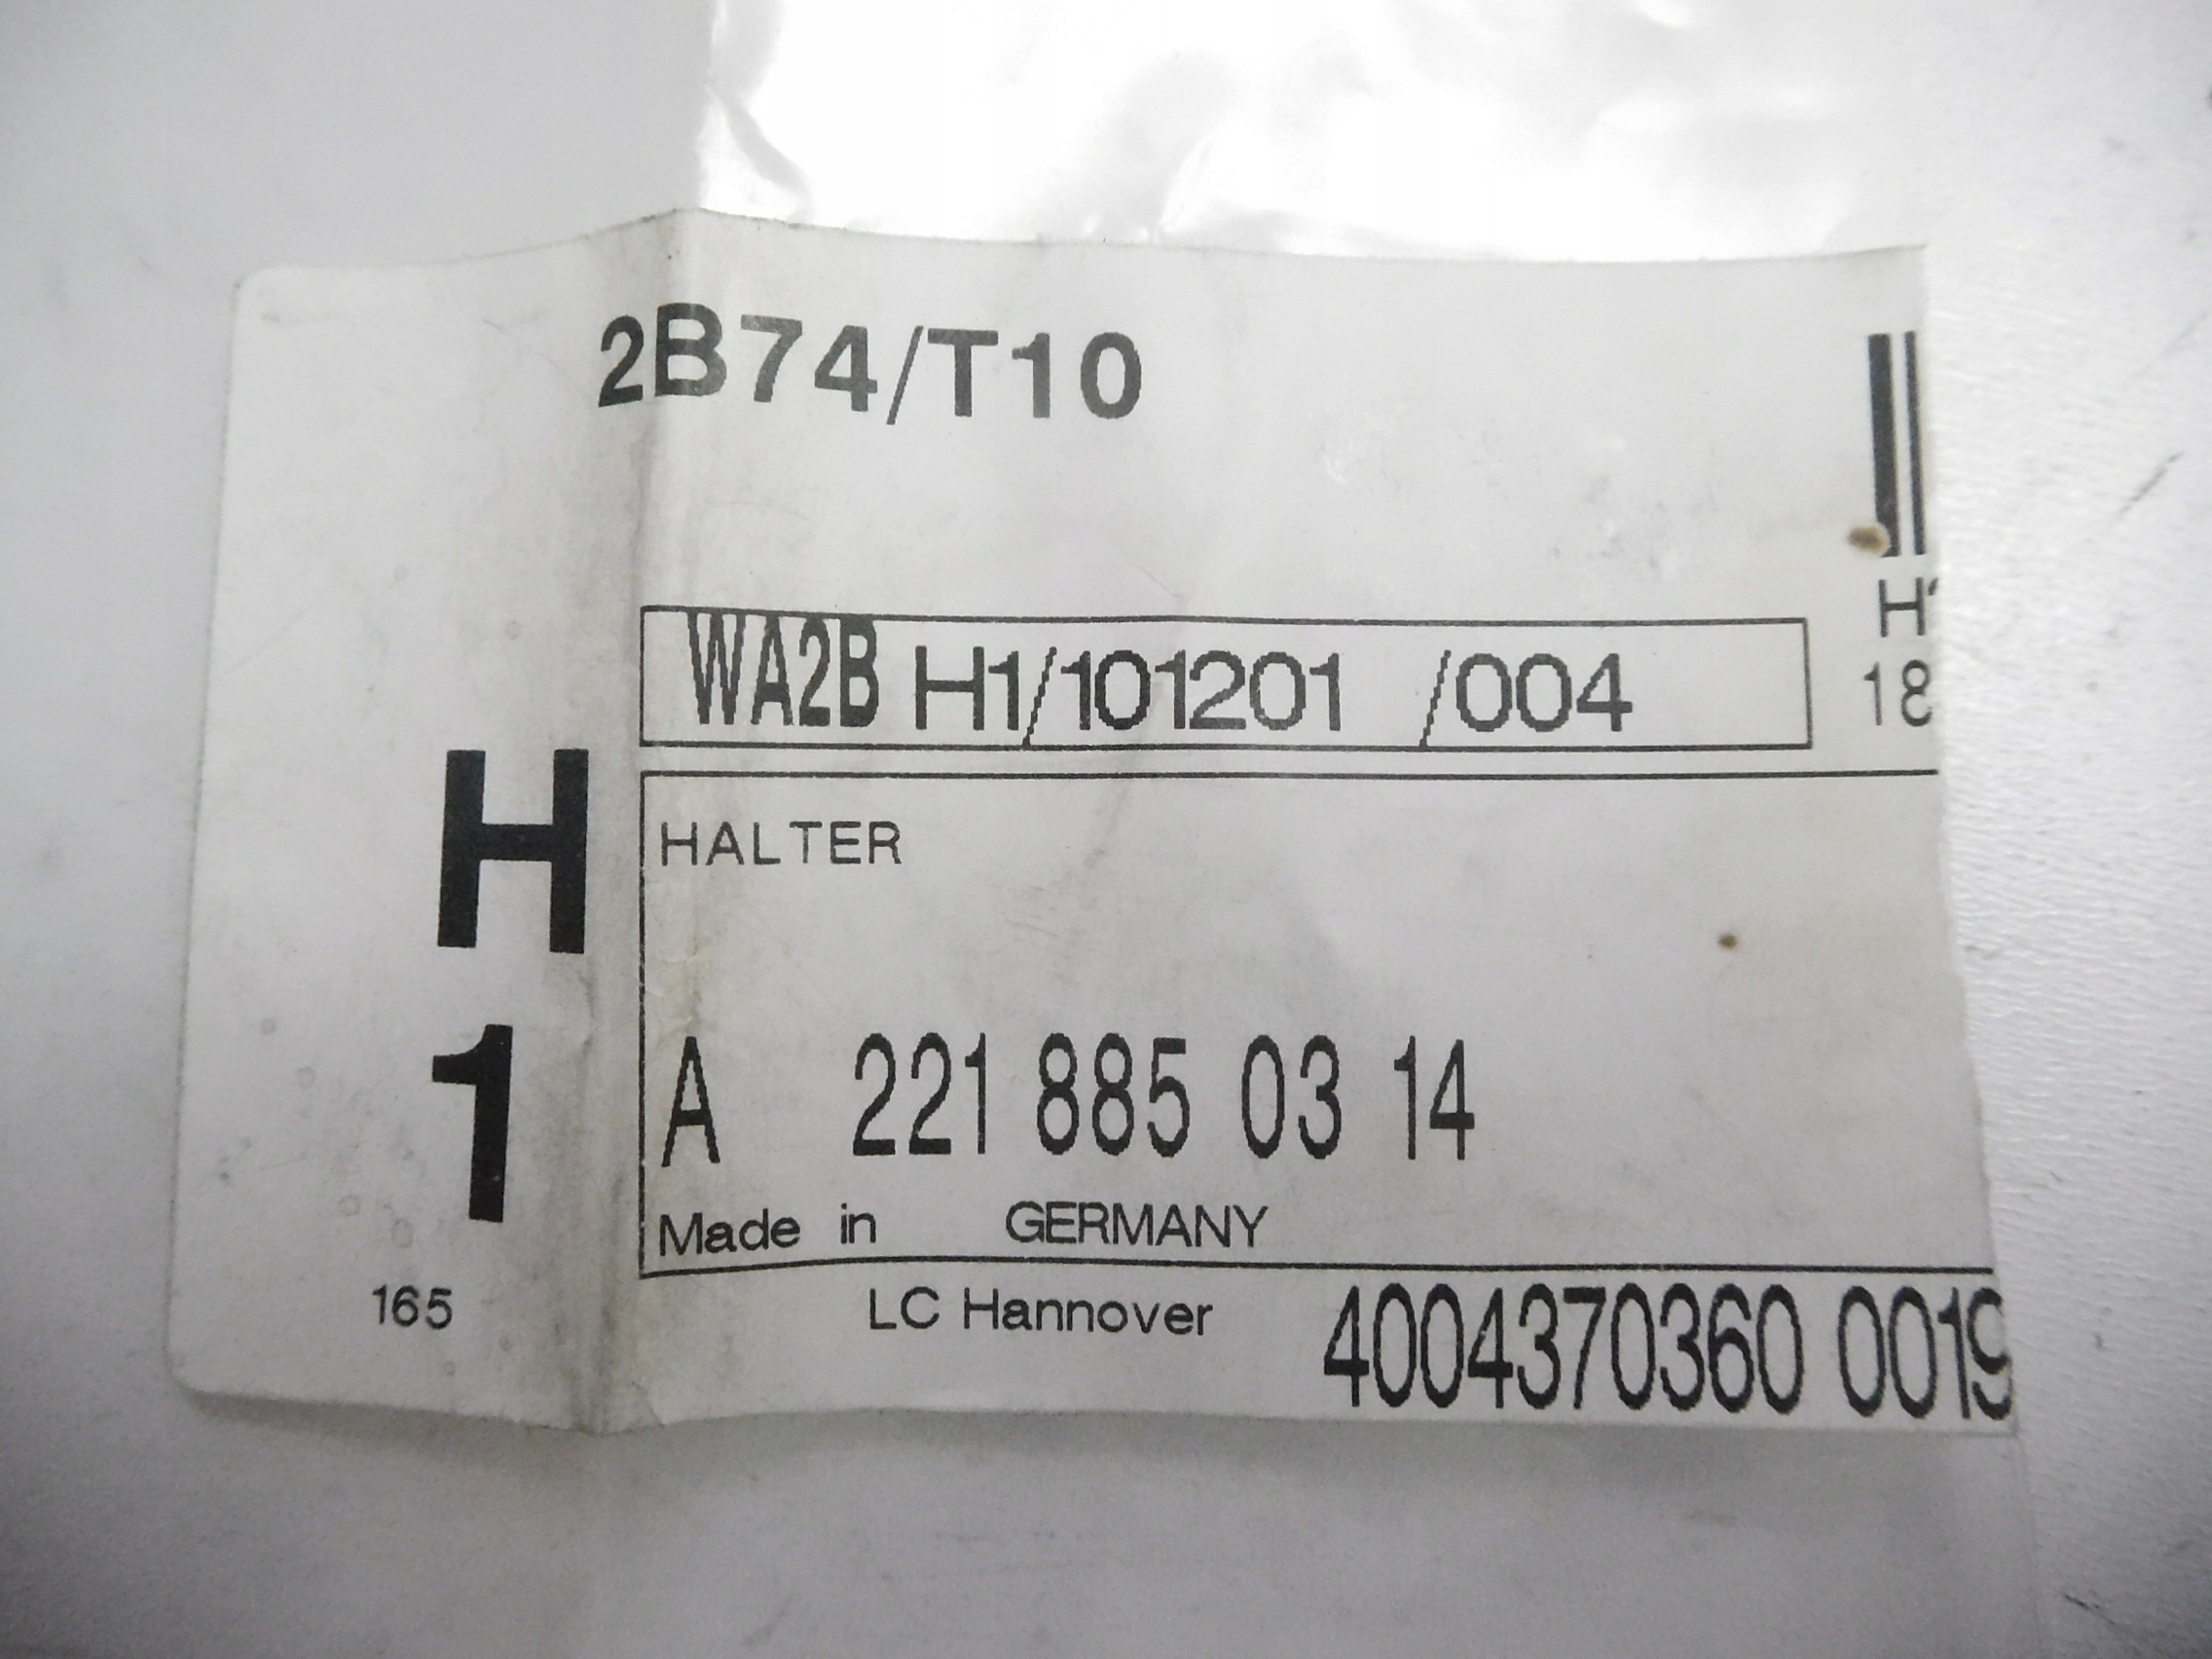 2B74/T10
WA2B H1/101201 /004
H
18
H
1
HALTER
A 221 885 03 14
Made in GERMANY
165
LC Hannover
4004370360 0019